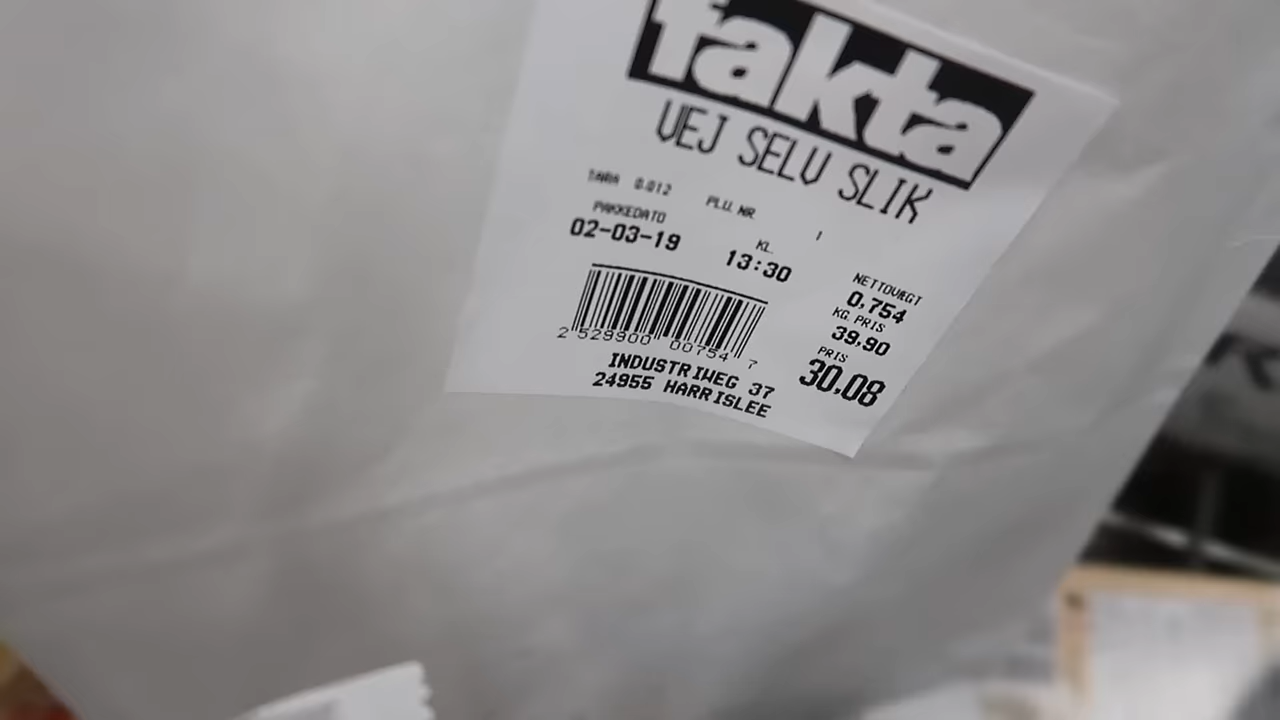 fakta
VEJ SELV SLIK
TARA 0.012 PLU. NR 1
PAKKEDATO KL.
02-03-19 13:30
NETTOVÆGT
0,754
KG. PRIS
39,90
PRIS
30,08
2 529900 00754 7
INDUSTRIWEG 37
24955 HARRISLEE